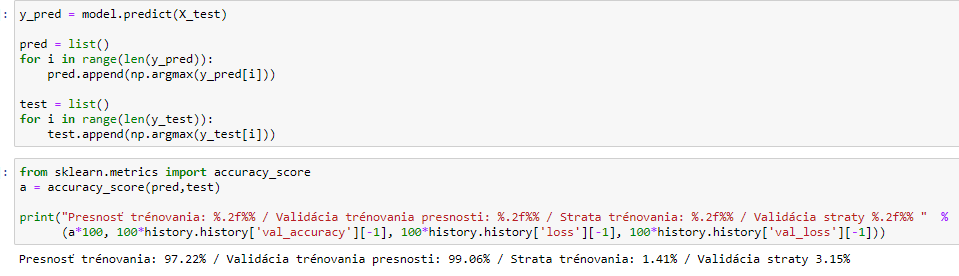 : y_pred = model.predict(X_test)
pred = list()
for i in range(len(y_pred)):
    pred.append(np.argmax(y_pred[i]))
test = list()
for i in range(len(y_test)):
    test.append(np.argmax(y_test[i]))
: from sklearn.metrics import accuracy_score
a = accuracy_score(pred,test)
print("Presnosť trénovania: %.2f%% / Validácia trénovania presnosti: %.2f%% / Strata trénovania: %.2f%% / Validácia straty %.2f%% "  %
      (a*100, 100*history.history['val_accuracy'][-1], 100*history.history['loss'][-1], 100*history.history['val_loss'][-1]))
Presnosť trénovania: 97.22% / Validácia trénovania presnosti: 99.06% / Strata trénovania: 1.41% / Validácia straty 3.15%